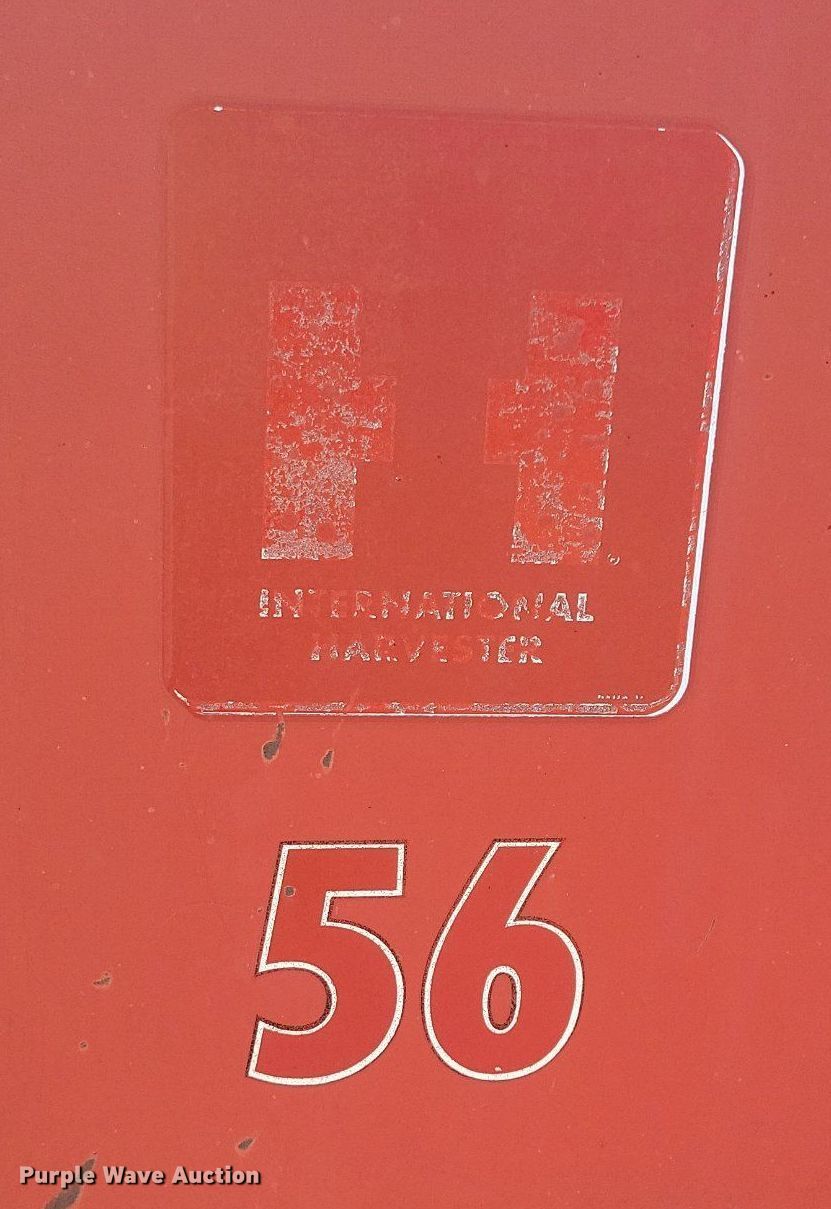 INTERNATIONAL
HARVESTER
56
Purple Wave Auction